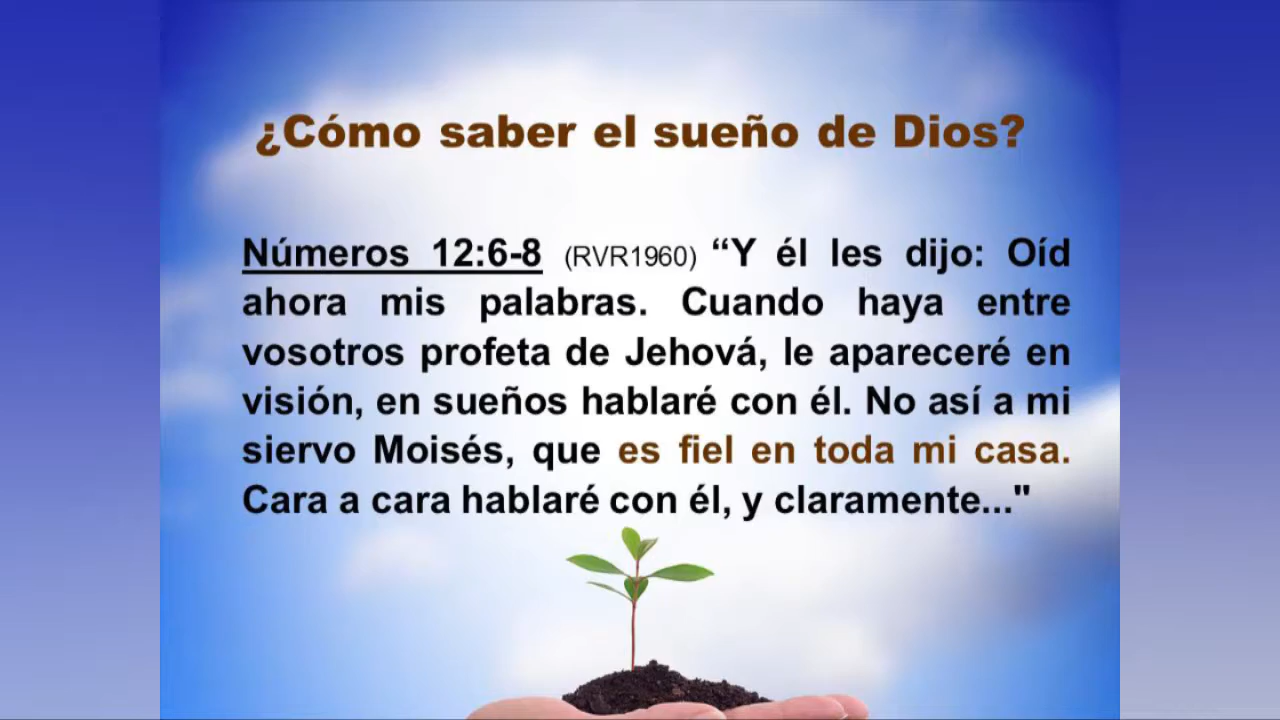 ¿Cómo saber el sueño de Dios?
Números 12:6-8 (RVR1960) “Y él les dijo: Oíd
ahora mis palabras. Cuando haya entre
vosotros profeta de Jehová, le apareceré en
visión, en sueños hablaré con él. No así a mi
siervo Moisés, que es fiel en toda mi casa.
Cara a cara hablaré con él, y claramente..."